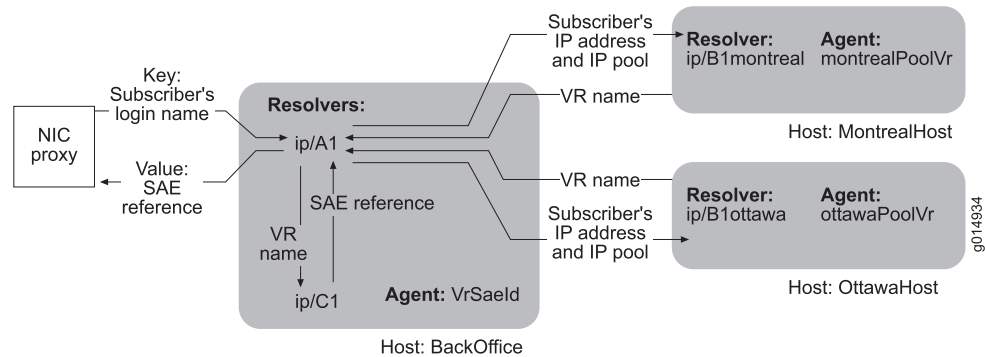 Key:
Subscriber's
login name
NIC
proxy
Value:
SAE
reference
Resolvers:
ip/A1
SAE reference
VR
name
ip/C1
Agent: VrSaeId
Host: BackOffice
Subscriber's
IP address
and IP pool
VR name
Resolver: Agent:
ip/B1montreal montrealPoolVr
Host: MontrealHost
VR name
Subscriber's
IP address
and IP pool
Resolver: Agent:
ip/B1ottawa ottawaPoolVr
Host: OttawaHost
g014934